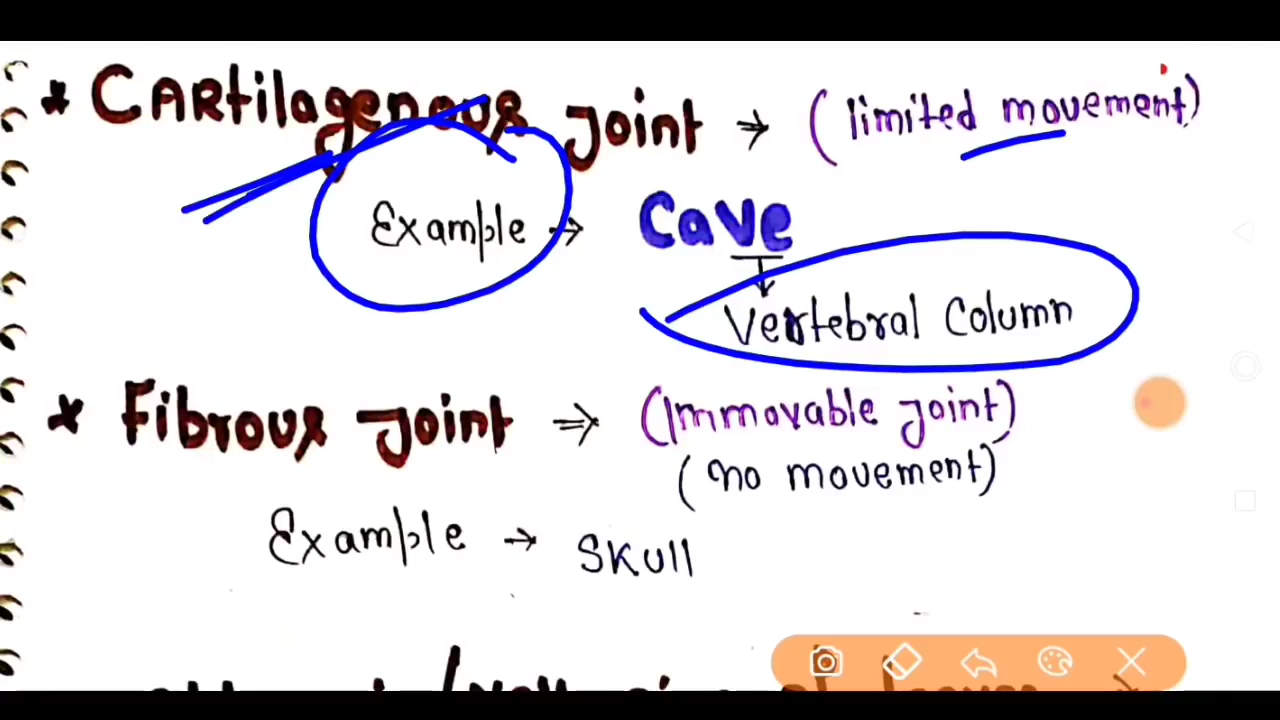 * Cartilagenous Joint → (limited movement)
Example → Cave
Vertebral Column
* Fibrous Joint ⇒ (Immovable joint)
(no movement)
Example → Skull